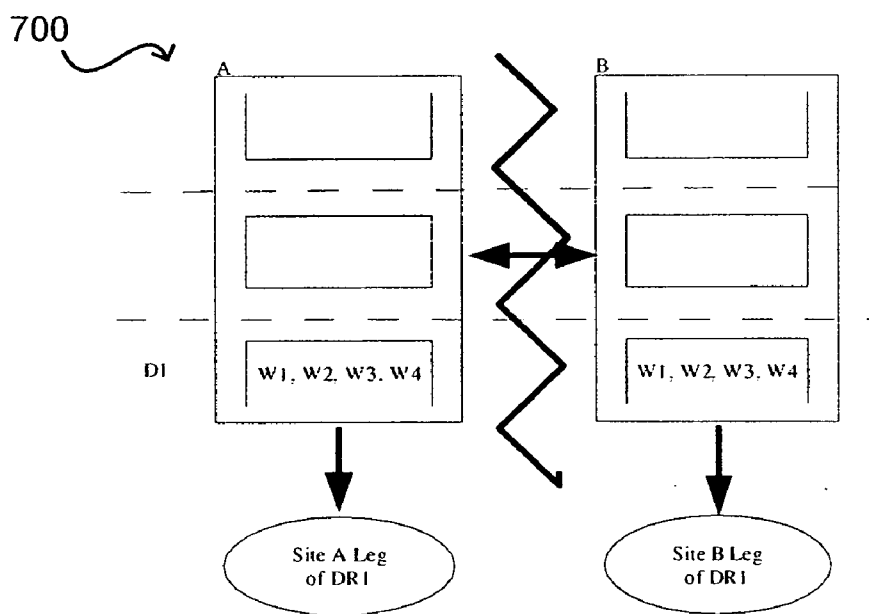 700
A
B
D1
W1, W2, W3, W4
W1, W2, W3, W4
Site A Leg
of DR1
Site B Leg
of DR1